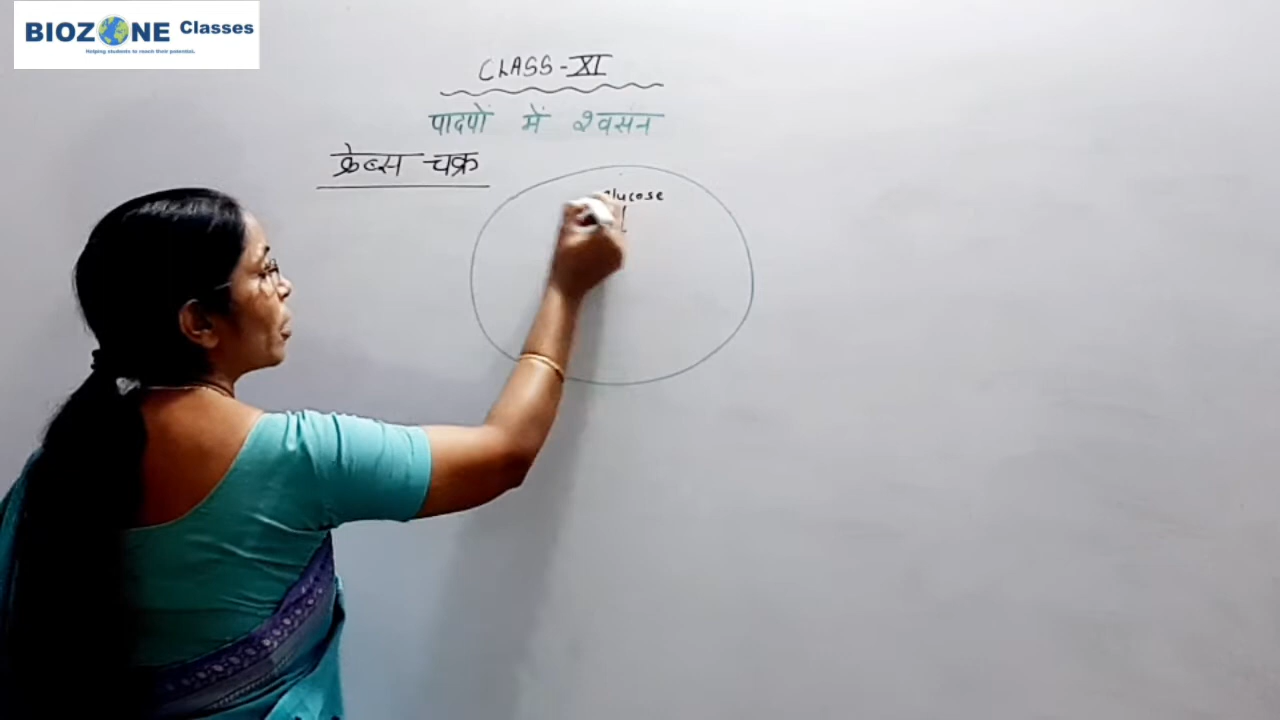 BIOZONE Classes
Helping students to reach their potential.
CLASS-XI
पादपों में श्वसन
क्रेब्स चक्र
glucose